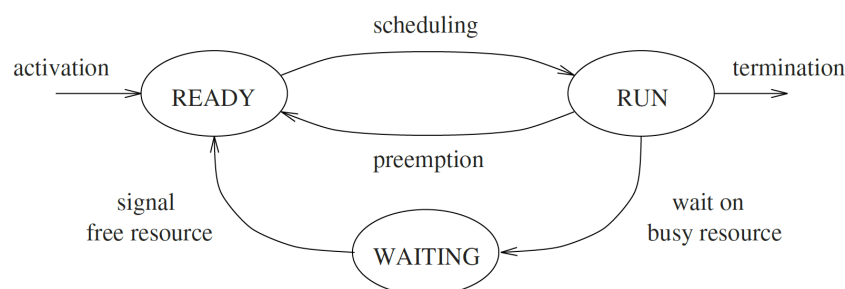 scheduling
activation
termination
READY
RUN
preemption
signal
free resource
wait on
busy resource
WAITING